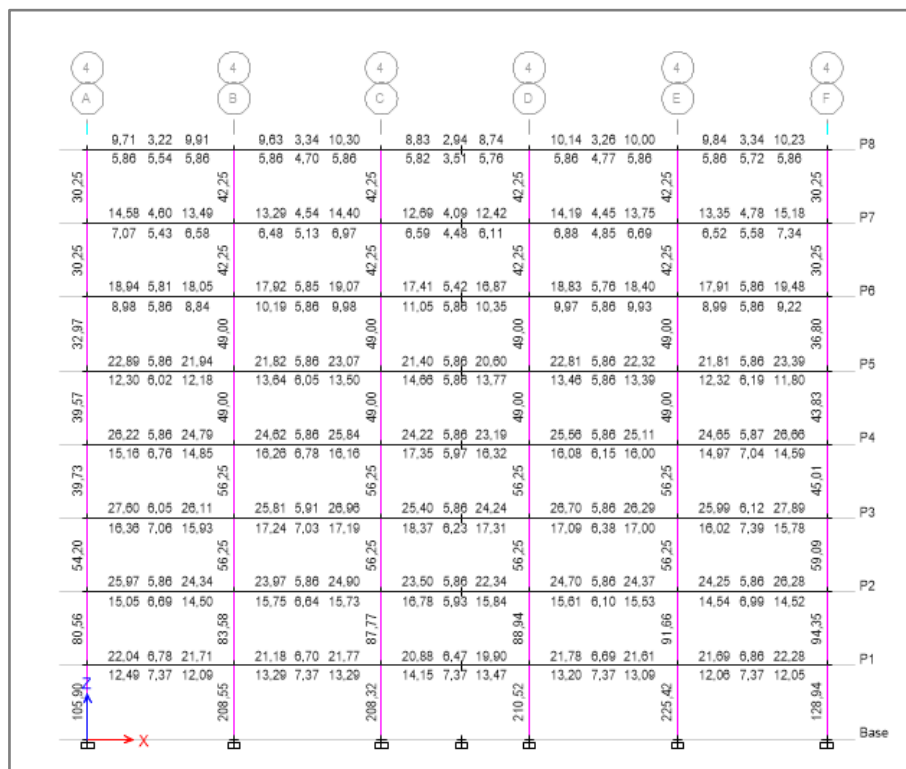 4 4 4 4 4 4
A B C D E F
9,71 3,22 9,91 9,63 3,34 10,30 8,83 2,94 8,74 10,14 3,26 10,00 9,84 3,34 10,23 P8
5,86 5,54 5,86 5,86 4,70 5,86 5,82 3,51 5,76 5,86 4,77 5,86 5,86 5,72 5,86
30,25 42,25 42,25 42,25 42,25 30,25
14,58 4,60 13,49 13,29 4,54 14,40 12,69 4,09 12,42 14,19 4,45 13,75 13,35 4,78 15,18 P7
7,07 5,43 6,58 6,48 5,13 6,97 6,59 4,48 6,11 6,88 4,85 6,69 6,52 5,58 7,34
30,25 42,25 42,25 42,25 42,25 30,25
18,94 5,81 18,05 17,92 5,85 19,07 17,41 5,42 16,87 18,83 5,76 18,40 17,91 5,86 19,48 P6
8,98 5,86 8,84 10,19 5,86 9,98 11,05 5,86 10,35 9,97 5,86 9,93 8,99 5,86 9,22
32,97 49,00 49,00 49,00 49,00 36,80
22,89 5,86 21,94 21,82 5,86 23,07 21,40 5,86 20,60 22,81 5,86 22,32 21,81 5,86 23,39 P5
12,30 6,02 12,18 13,64 6,05 13,50 14,66 5,86 13,77 13,46 5,86 13,39 12,32 6,19 11,80
39,57 49,00 49,00 49,00 49,00 43,83
26,22 5,86 24,79 24,62 5,86 25,84 24,22 5,86 23,19 25,56 5,86 25,11 24,65 5,87 26,66 P4
15,16 6,76 14,85 16,26 6,78 16,16 17,35 5,97 16,32 16,08 6,15 16,00 14,97 7,04 14,59
39,73 56,25 56,25 56,25 56,25 45,01
27,60 6,05 26,11 25,81 5,91 26,96 25,40 5,86 24,24 26,70 5,86 26,29 25,99 6,12 27,89 P3
16,36 7,06 15,93 17,24 7,03 17,19 18,37 6,23 17,31 17,09 6,38 17,00 16,02 7,39 15,78
54,20 56,25 56,25 56,25 56,25 59,09
25,97 5,86 24,34 23,97 5,86 24,90 23,50 5,86 22,34 24,70 5,86 24,37 24,25 5,86 26,28 P2
15,05 6,69 14,50 15,75 6,64 15,73 16,78 5,93 15,84 15,61 6,10 15,53 14,54 6,99 14,52
80,56 83,58 87,77 88,94 91,66 94,35
22,04 6,78 21,71 21,18 6,70 21,77 20,88 6,47 19,90 21,78 6,69 21,61 21,69 6,86 22,28 P1
12,49 7,37 12,09 13,29 7,37 13,29 14,15 7,37 13,47 13,20 7,37 13,09 12,06 7,37 12,05
Z
105,90 208,55 208,32 210,52 225,42 128,94
X Base